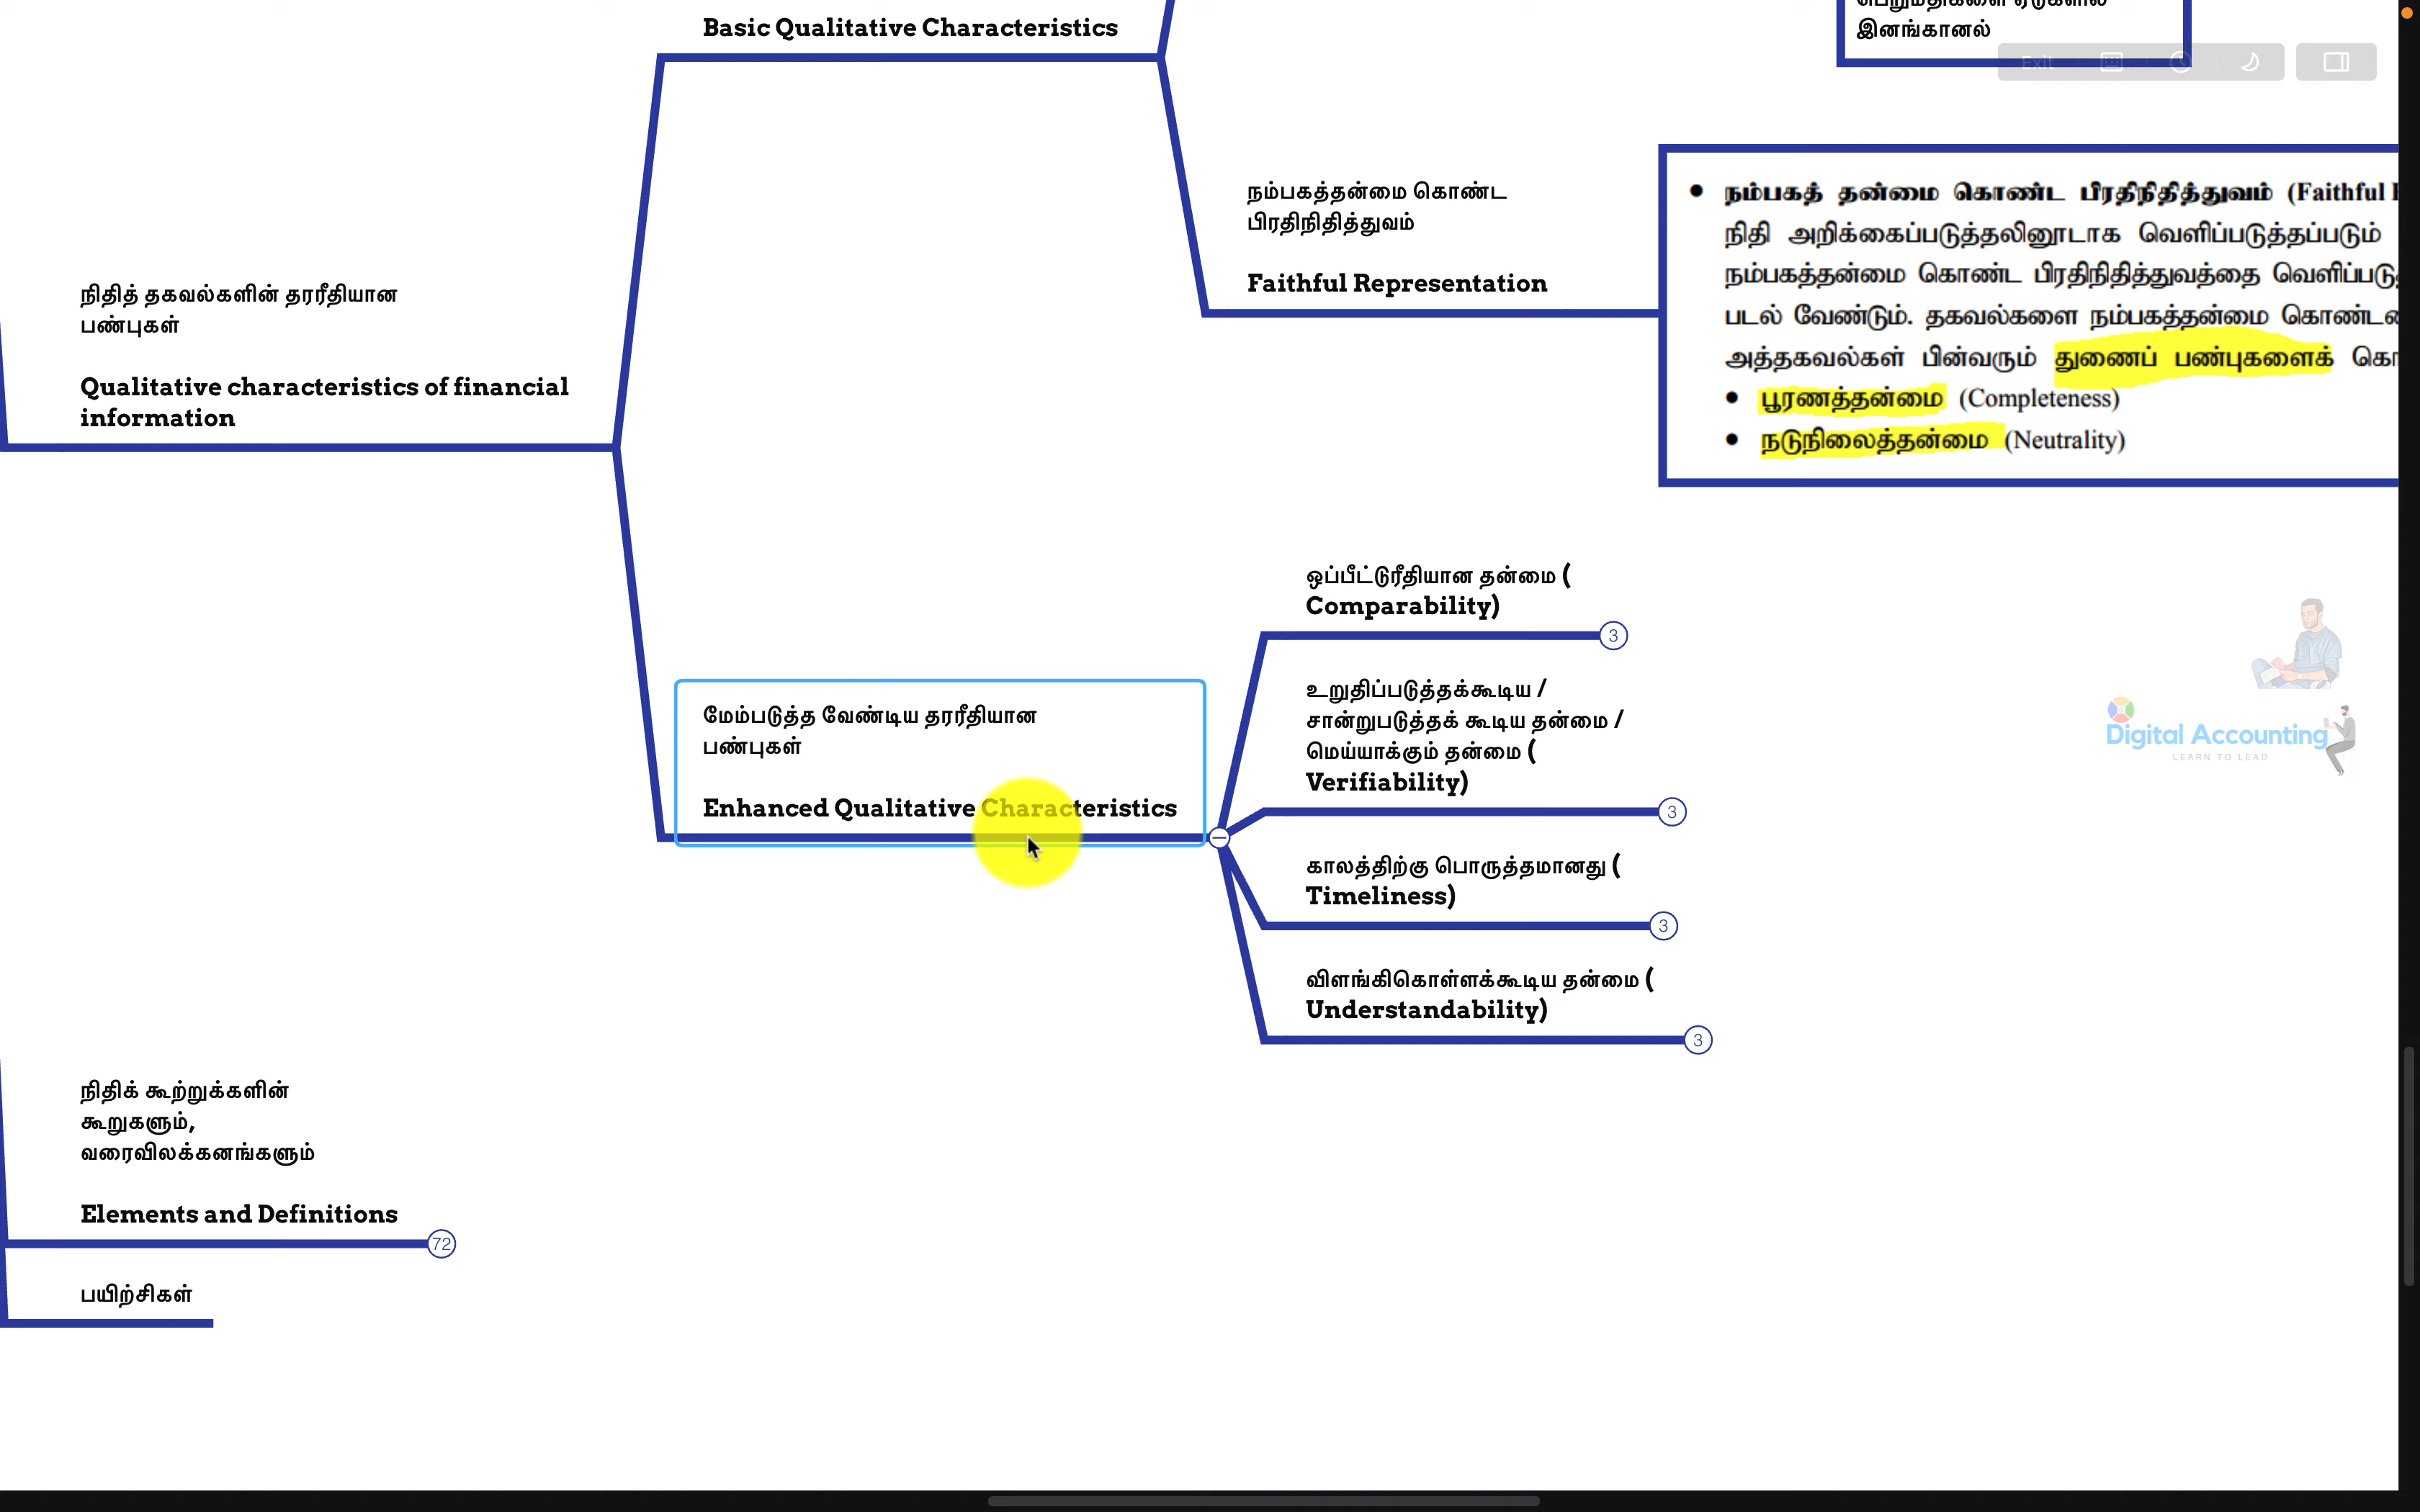 Basic Qualitative Characteristics
இனங்கானல்
Exit
நம்பகத்தன்மை கொண்ட
பிரதிநிதித்துவம்
Faithful Representation
நம்பகத் தன்மை கொண்ட பிரதிநிதித்துவம் (Faithful
நிதி அறிக்கைப்படுத்தலினூடாக வெளிப்படுத்தப்படும்
நம்பகத்தன்மை கொண்ட பிரதிநிதித்துவத்தை
படல் வேண்டும். தகவல்களை நம்பகத்தன்மை
அத்தகவல்கள் பின்வரும் துணைப் பண்புகளைக்
பூரணத்தன்மை (Completeness)
நடுநிலைத்தன்மை (Neutrality)
நிதித் தகவல்களின் தரரீதியான
பண்புகள்
Qualitative characteristics of financial
information
மேம்படுத்த வேண்டிய தரரீதியான
பண்புகள்
Enhanced Qualitative Characteristics
ஒப்பீட்டுரீதியான தன்மை (
Comparability)
3
உறுதிப்படுத்தக்கூடிய /
சான்றுபடுத்தக் கூடிய தன்மை /
மெய்யாக்கும் தன்மை (
Verifiability)
3
காலத்திற்கு பொருத்தமானது (
Timeliness)
3
விளங்கிகொள்ளக்கூடிய தன்மை (
Understandability)
3
Digital Accounting
LEARN TO LEAD
நிதிக் கூற்றுக்களின்
கூறுகளும்,
வரைவிலக்கனங்களும்
Elements and Definitions
72
பயிற்சிகள்